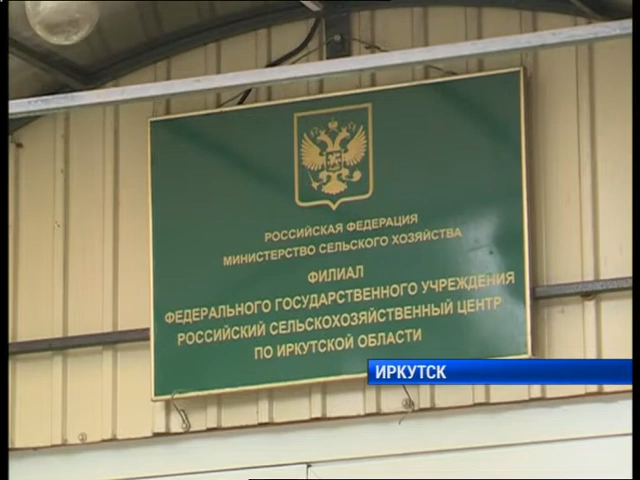 РОССИЙСКАЯ ФЕДЕРАЦИЯ
МИНИСТЕРСТВО СЕЛЬСКОГО ХОЗЯЙСТВА
ФИЛИАЛ
ФЕДЕРАЛЬНОГО ГОСУДАРСТВЕННОГО УЧРЕЖДЕНИЯ
РОССИЙСКИЙ СЕЛЬСКОХОЗЯЙСТВЕННЫЙ ЦЕНТР
ПО ИРКУТСКОЙ ОБЛАСТИ
ИРКУТСК